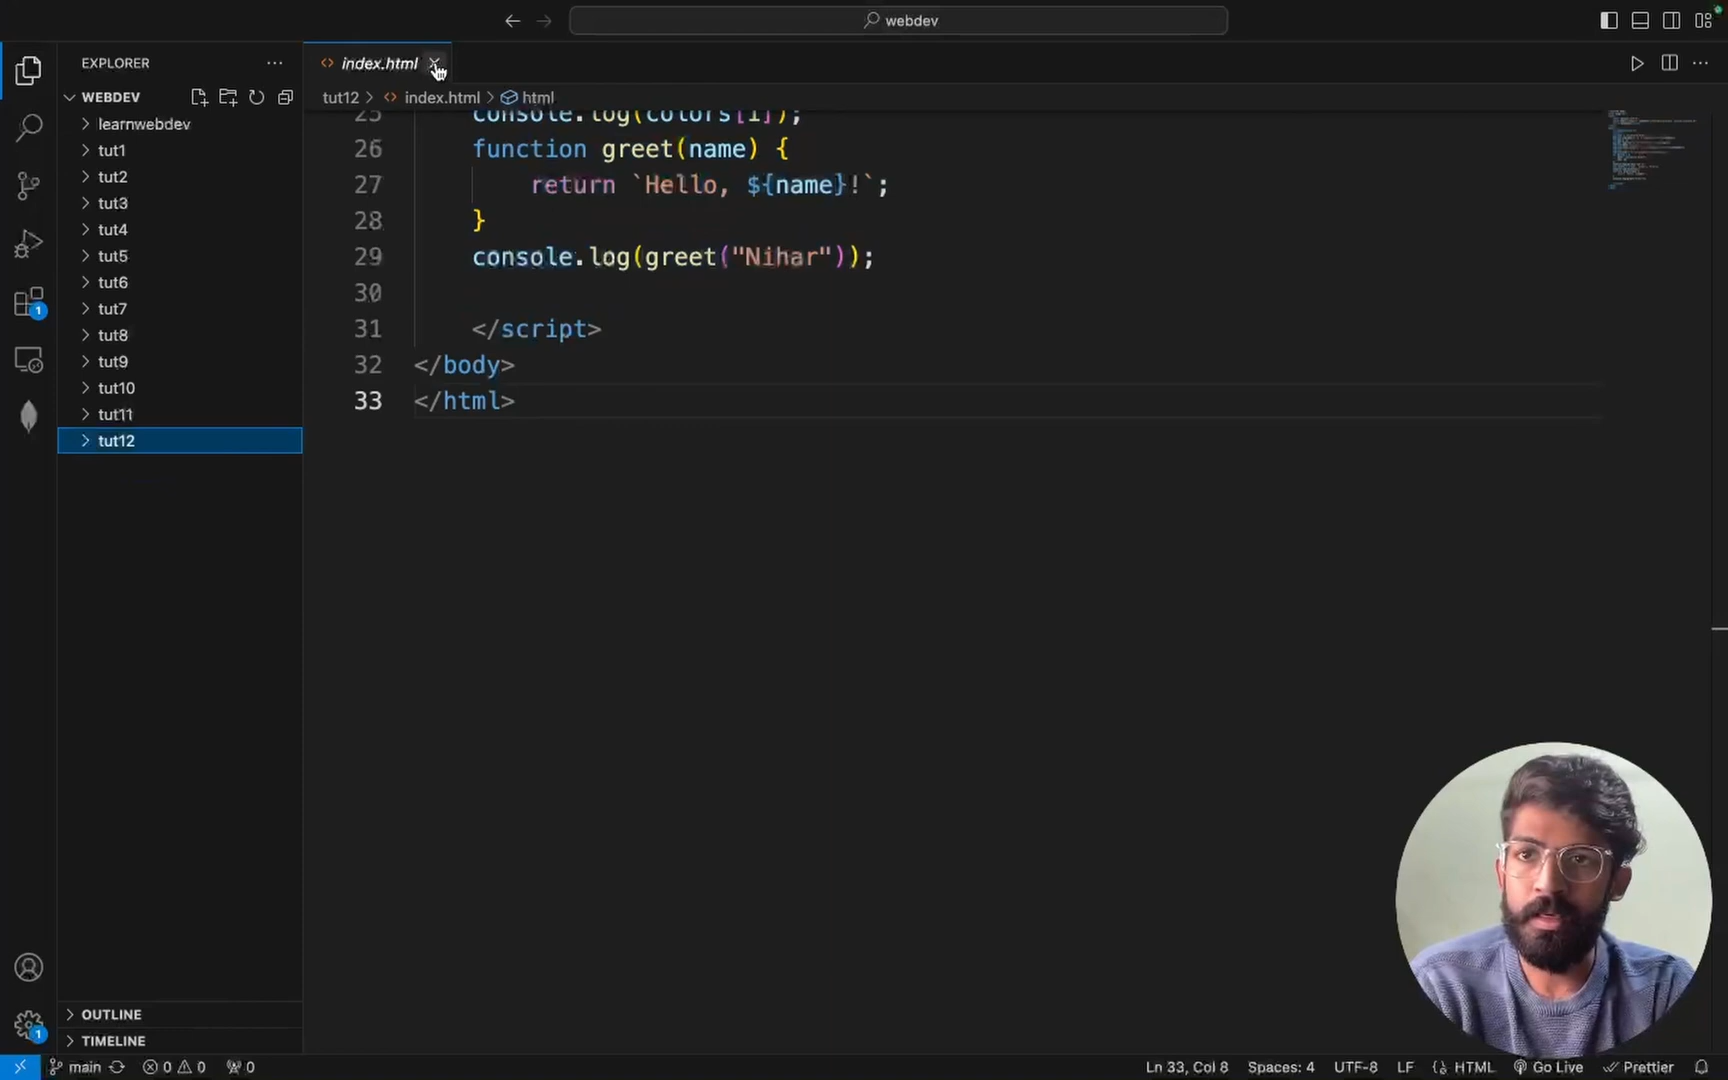 webdev
EXPLORER
index.html
WEBDEV
tut12 > index.html > html
learnwebdev
tut1
tut2
tut3
tut4
tut5
tut6
tut7
tut8
tut9
tut10
tut11
tut12
25 console.log(colors[1]);
26 function greet(name) {
27 return `Hello, ${name}!`;
28 }
29 console.log(greet("Nihar"));
30
31 </script>
32 </body>
33 </html>
1
1
OUTLINE
TIMELINE
main 0 0 0
Ln 33, Col 8 Spaces: 4 UTF-8 LF {} HTML Go Live Prettier